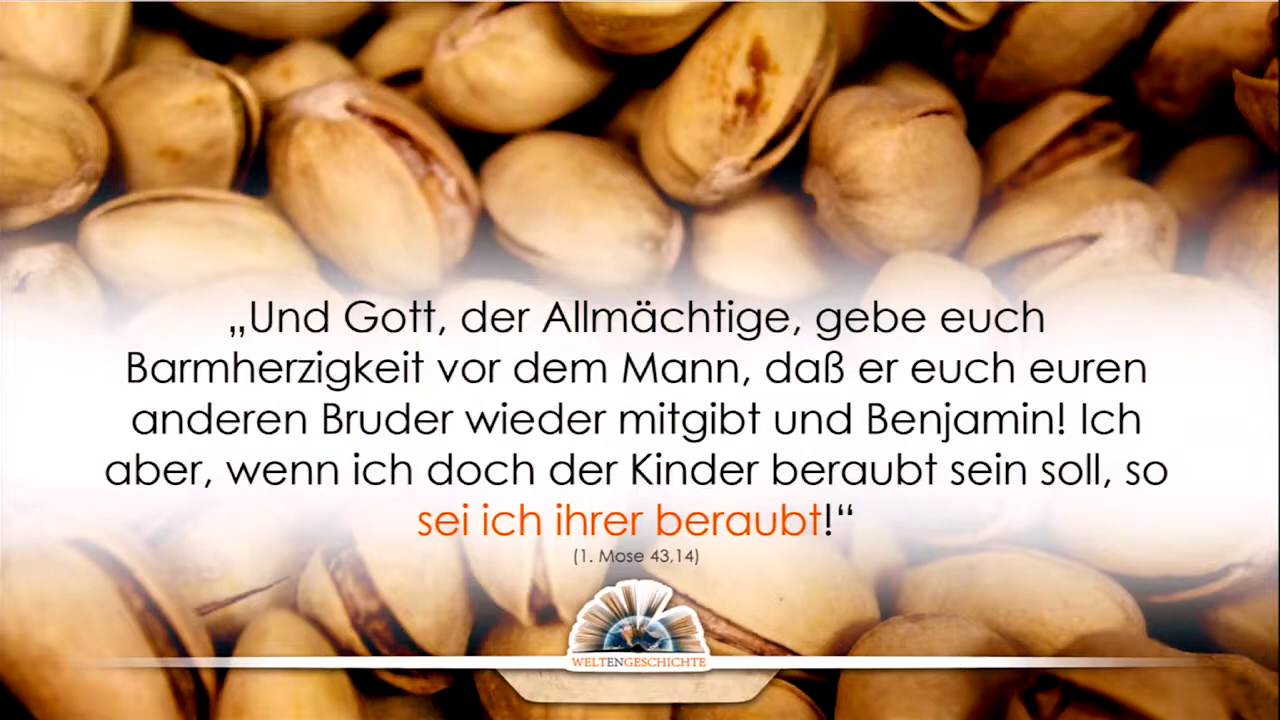 „Und Gott, der Allmächtige, gebe euch
Barmherzigkeit vor dem Mann, daß er euch euren
anderen Bruder wieder mitgibt und Benjamin! Ich
aber, wenn ich doch der Kinder beraubt sein soll, so
sei ich ihrer beraubt!“
(1. Mose 43,14)
WELTENGESCHICHTE